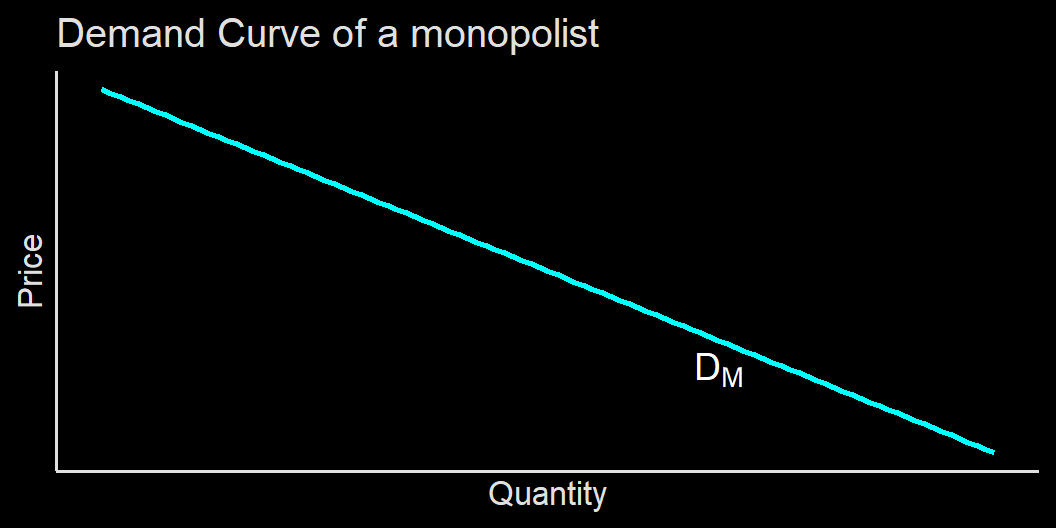 Demand Curve of a monopolist
Price
D_M
Quantity